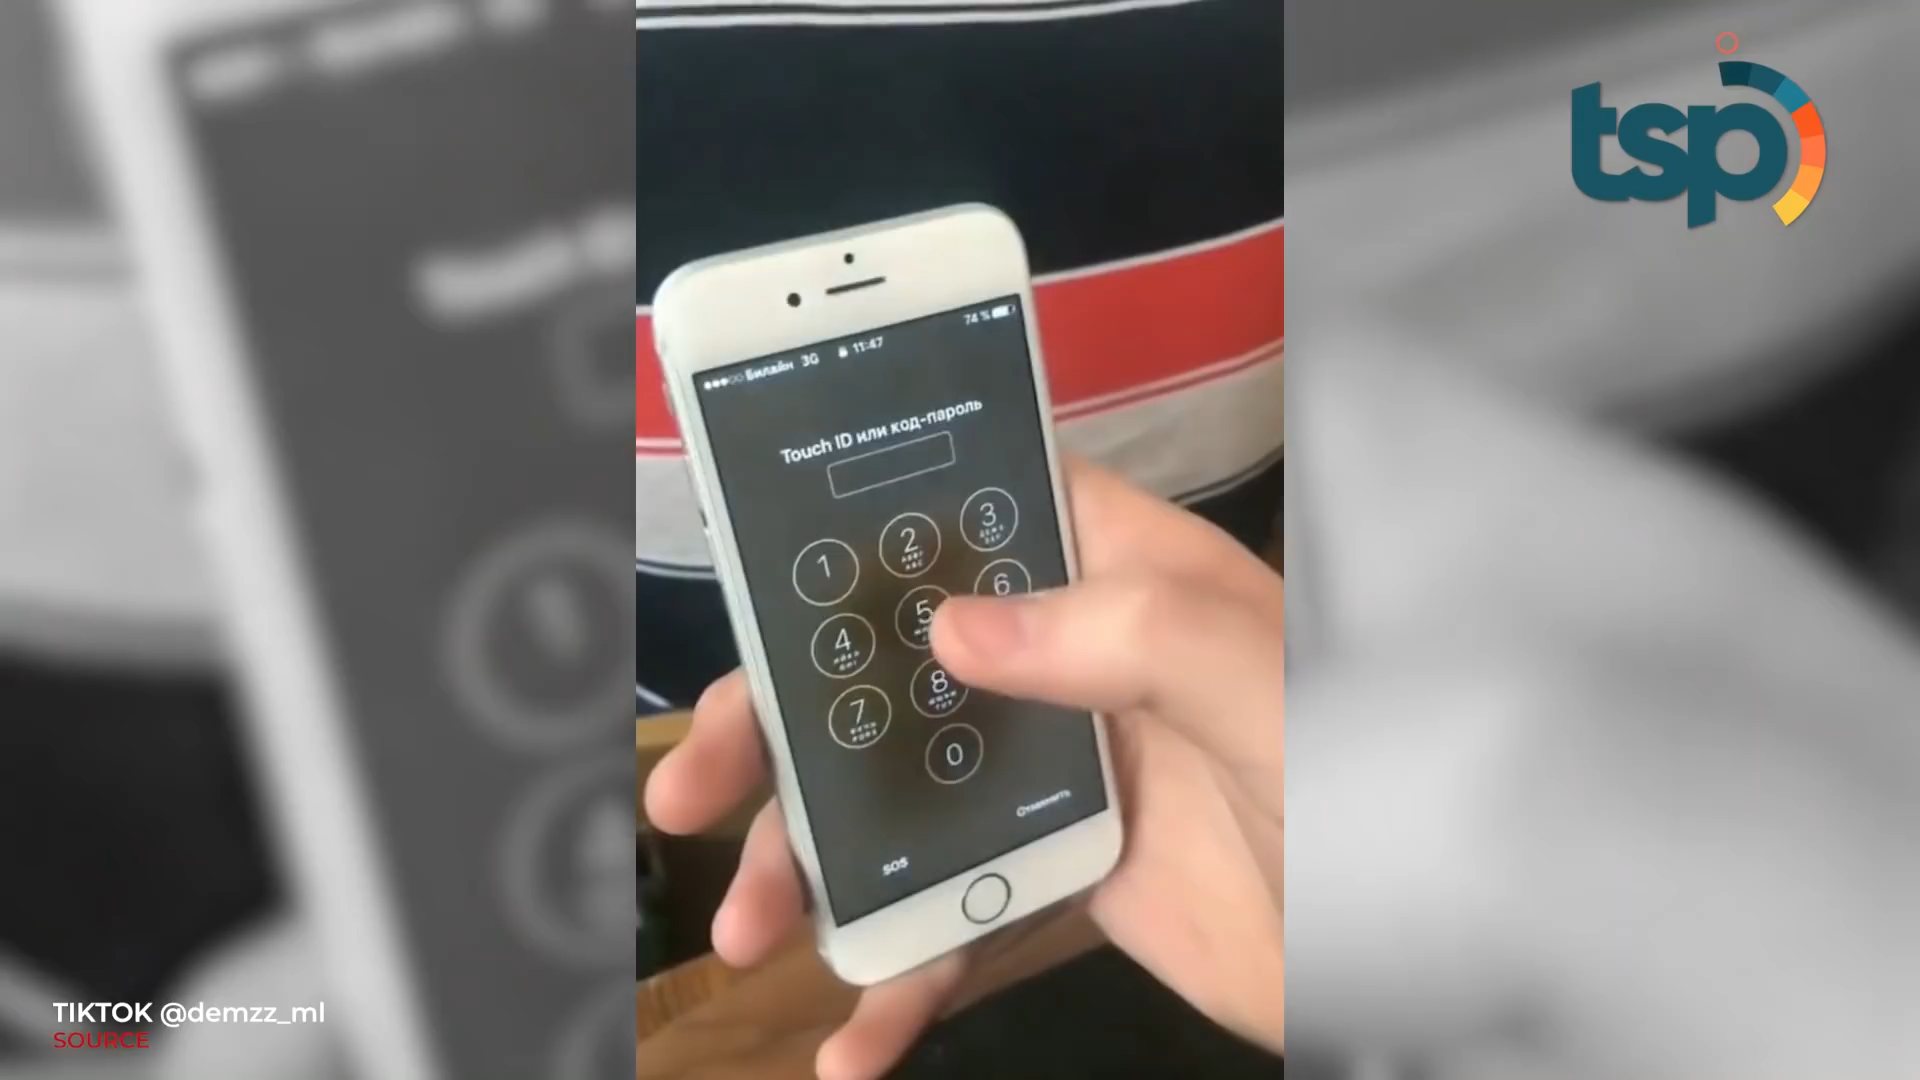 tsp
●●●○○ Билайн 3G 11:47
74 %
Touch ID или код-пароль
1
2
3
4
5
6
7
8
0
Отменить
SOS
TIKTOK @demzz_ml
SOURCE